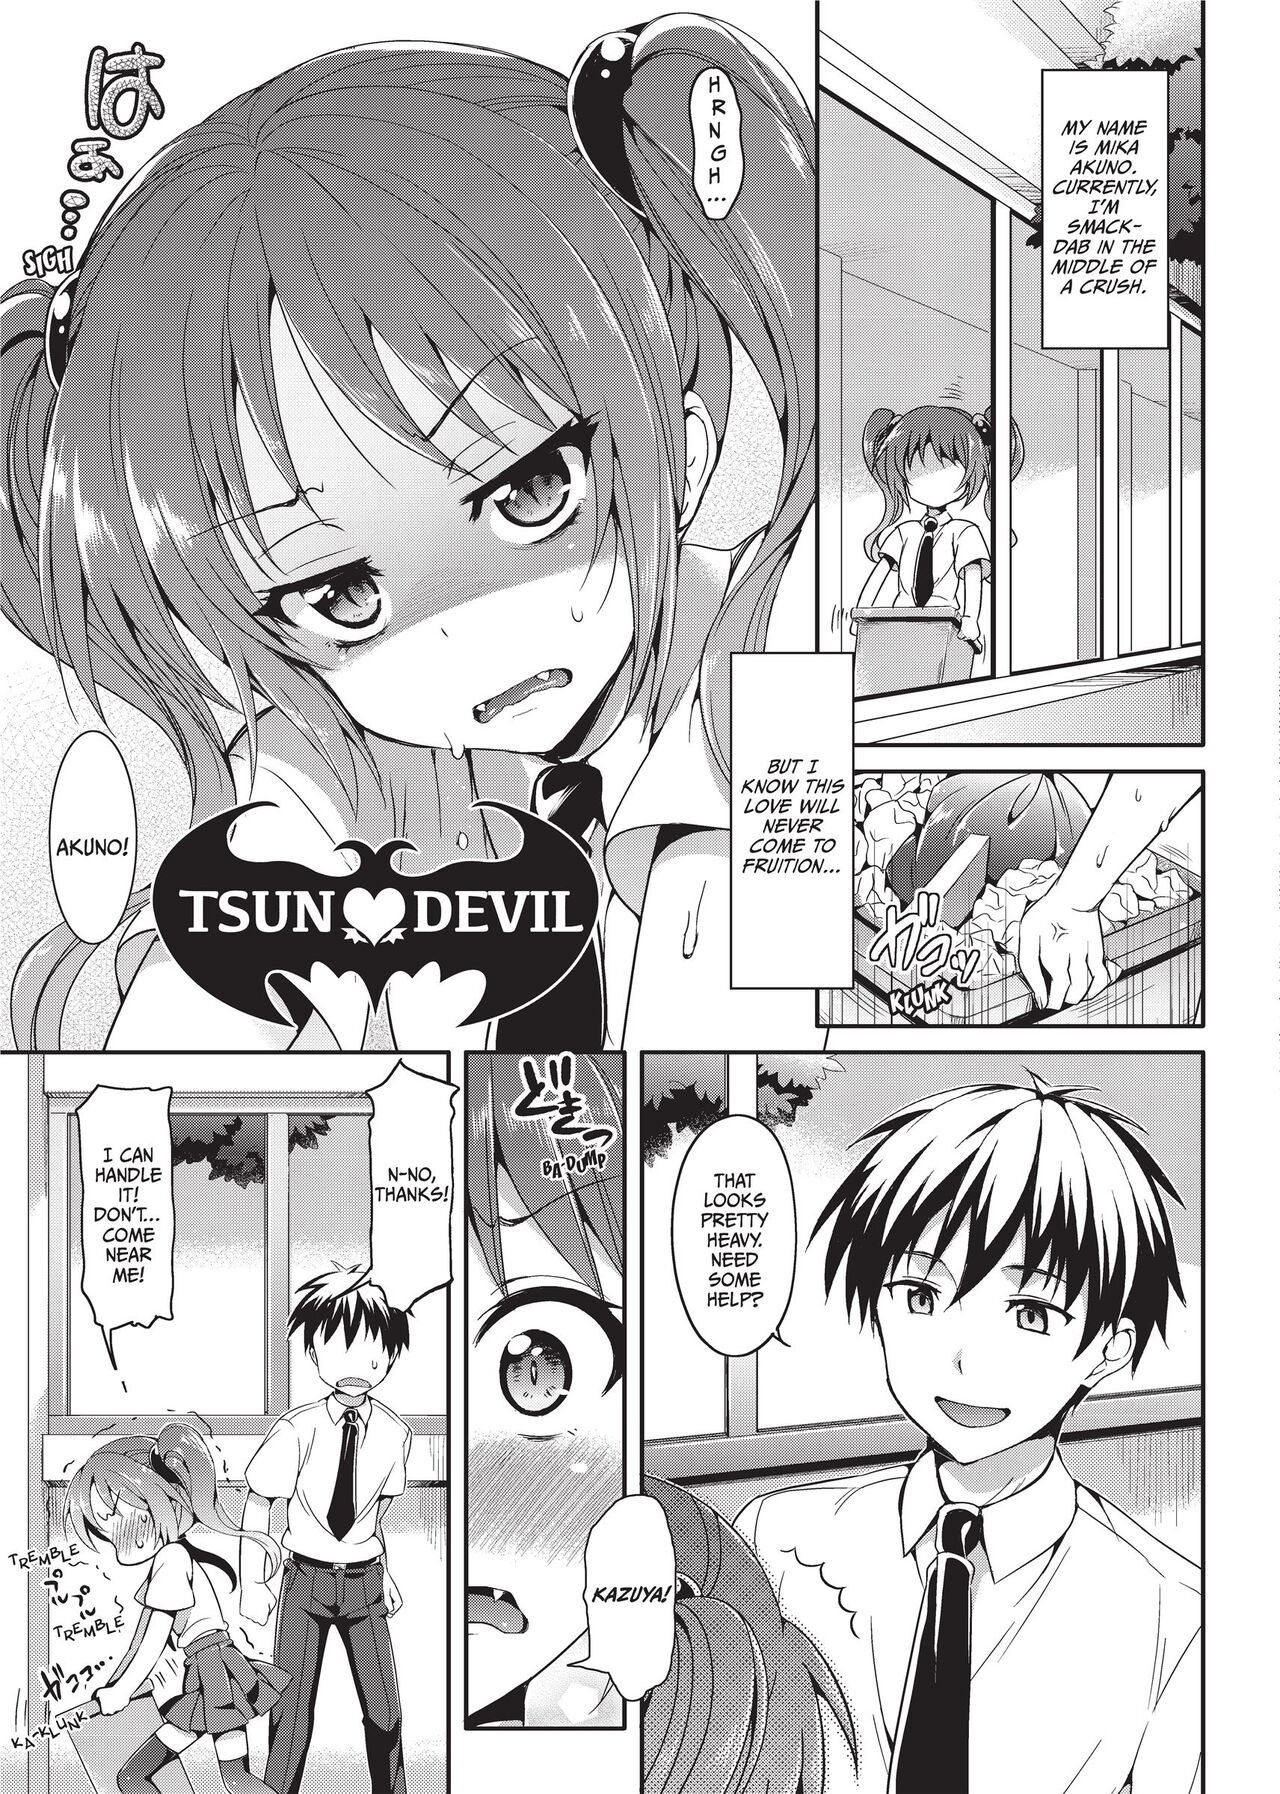 MY NAME
IS MIKA
AKUNO.
CURRENTLY,
I'M
SMACK-
DAB IN THE
MIDDLE OF
A CRUSH.
HRNGH...
はぁ...
SIGH
BUT I
KNOW THIS
LOVE WILL
NEVER
COME TO
FRUITION...
ガコッ
KLUNK
AKUNO!
TSUN DEVIL
THAT
LOOKS
PRETTY
HEAVY.
NEED
SOME
HELP?
どきっ
BA-DUMP
KAZUYA!
N-NO,
THANKS!
I CAN
HANDLE
IT!
DON'T...
COME
NEAR
ME!
TREMBLE
プルプル
TREMBLE
ガココ...
KA-KLUNK